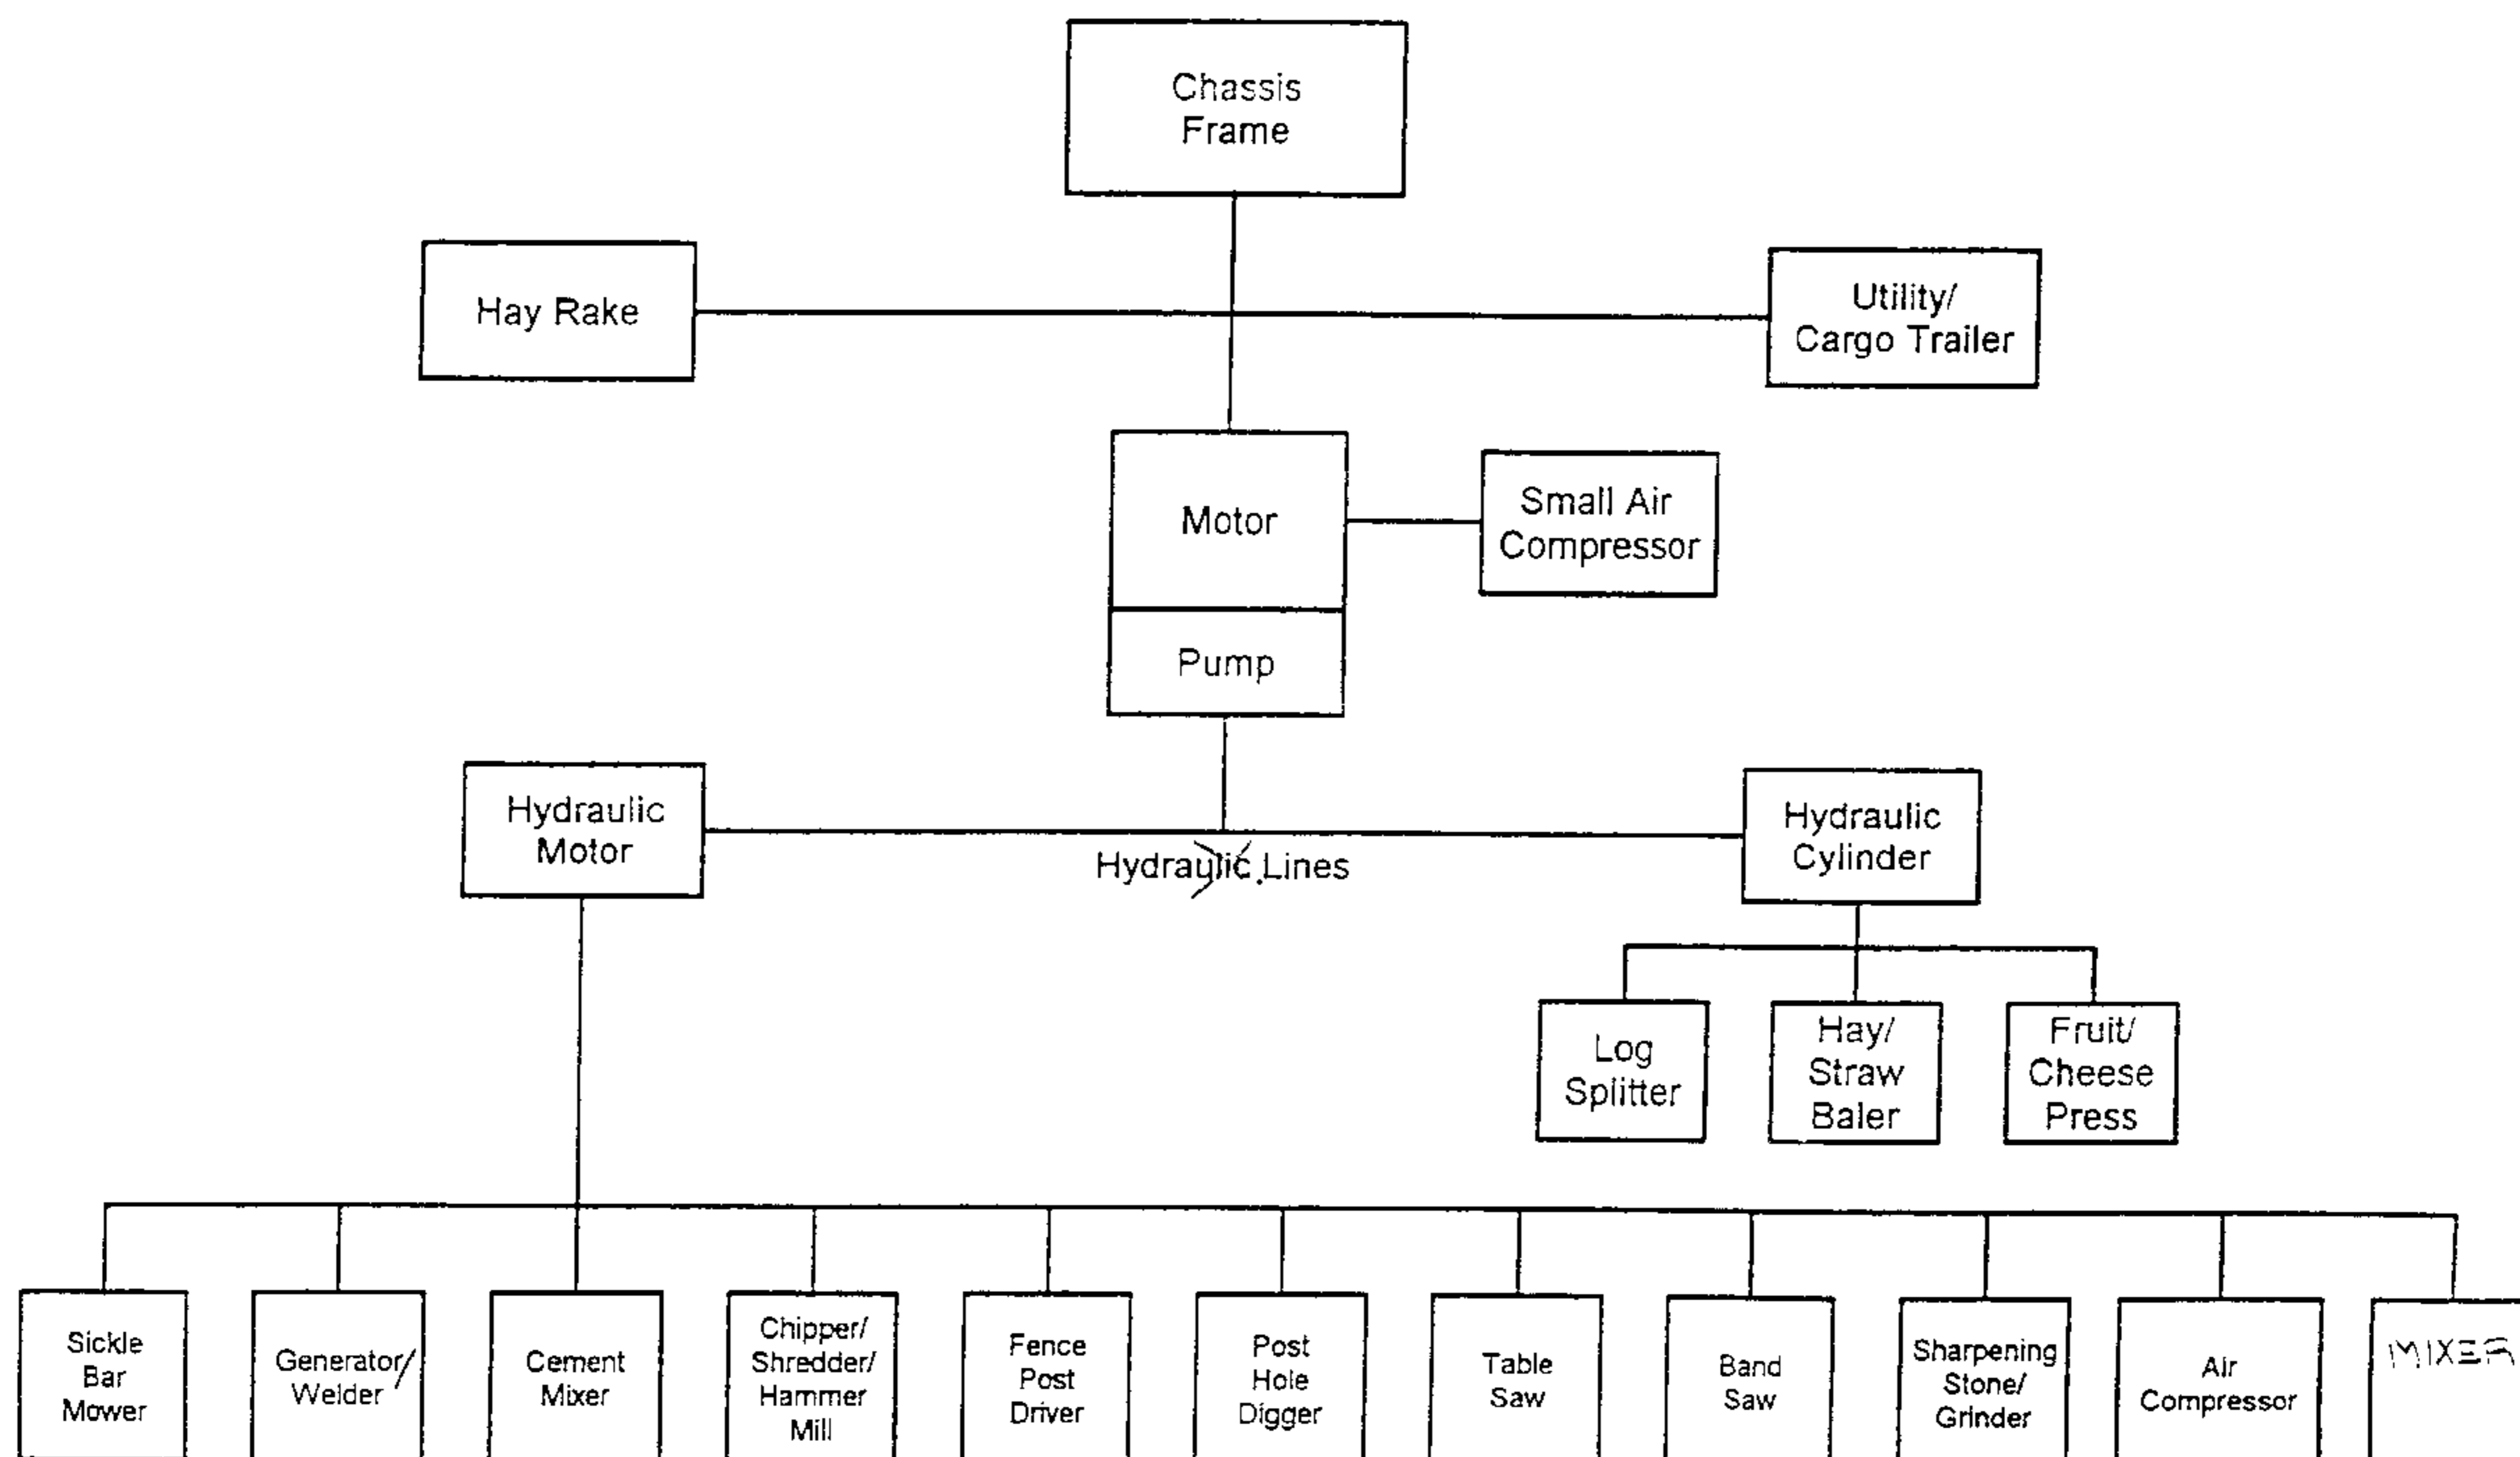 Chassis
Frame
Hay Rake
Utility/
Cargo Trailer
Motor
Small Air
Compressor
Pump
Hydraulic
Motor
Hydraulic Lines
Hydraulic
Cylinder
Log
Splitter
Hay/
Straw
Baler
Fruit/
Cheese
Press
Sickle
Bar
Mower
Generator/
Welder
Cement
Mixer
Chipper/
Shredder/
Hammer
Mill
Fence
Post
Driver
Post
Hole
Digger
Table
Saw
Band
Saw
Sharpening
Stone/
Grinder
Air
Compressor
MIXER